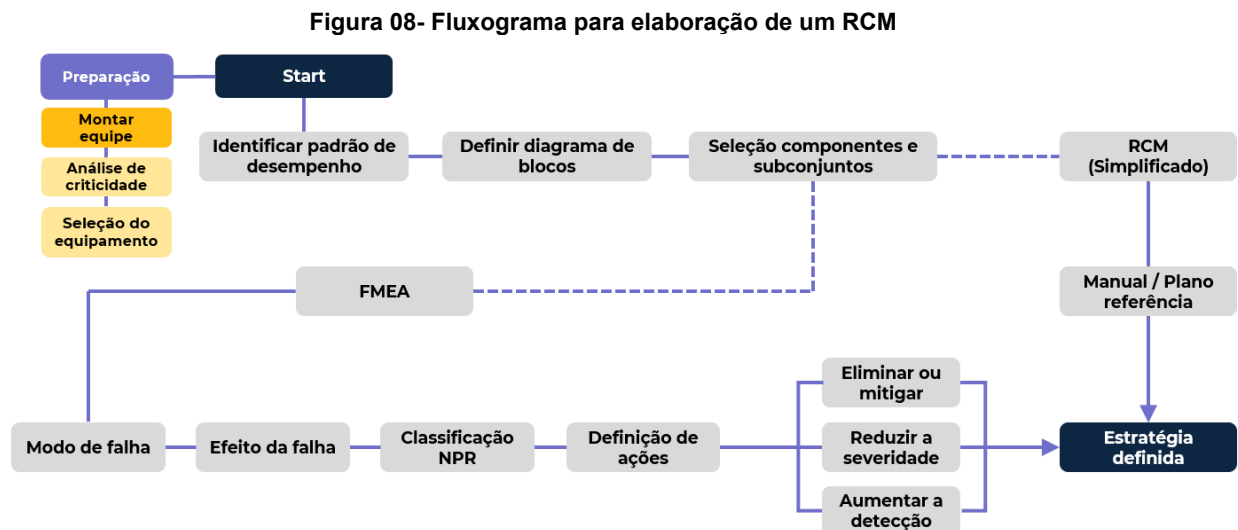 Figura 08- Fluxograma para elaboração de um RCM
Preparação
Start
Montar
equipe
Análise de
criticidade
Seleção do
equipamento
Identificar padrão de
desempenho
Definir diagrama de
blocos
Seleção componentes e
subconjuntos
RCM
(Simplificado)
FMEA
Manual / Plano
referência
Modo de falha
Efeito da falha
Classificação
NPR
Definição de
ações
Eliminar ou
mitigar
Reduzir a
severidade
Aumentar a
detecção
Estratégia
definida